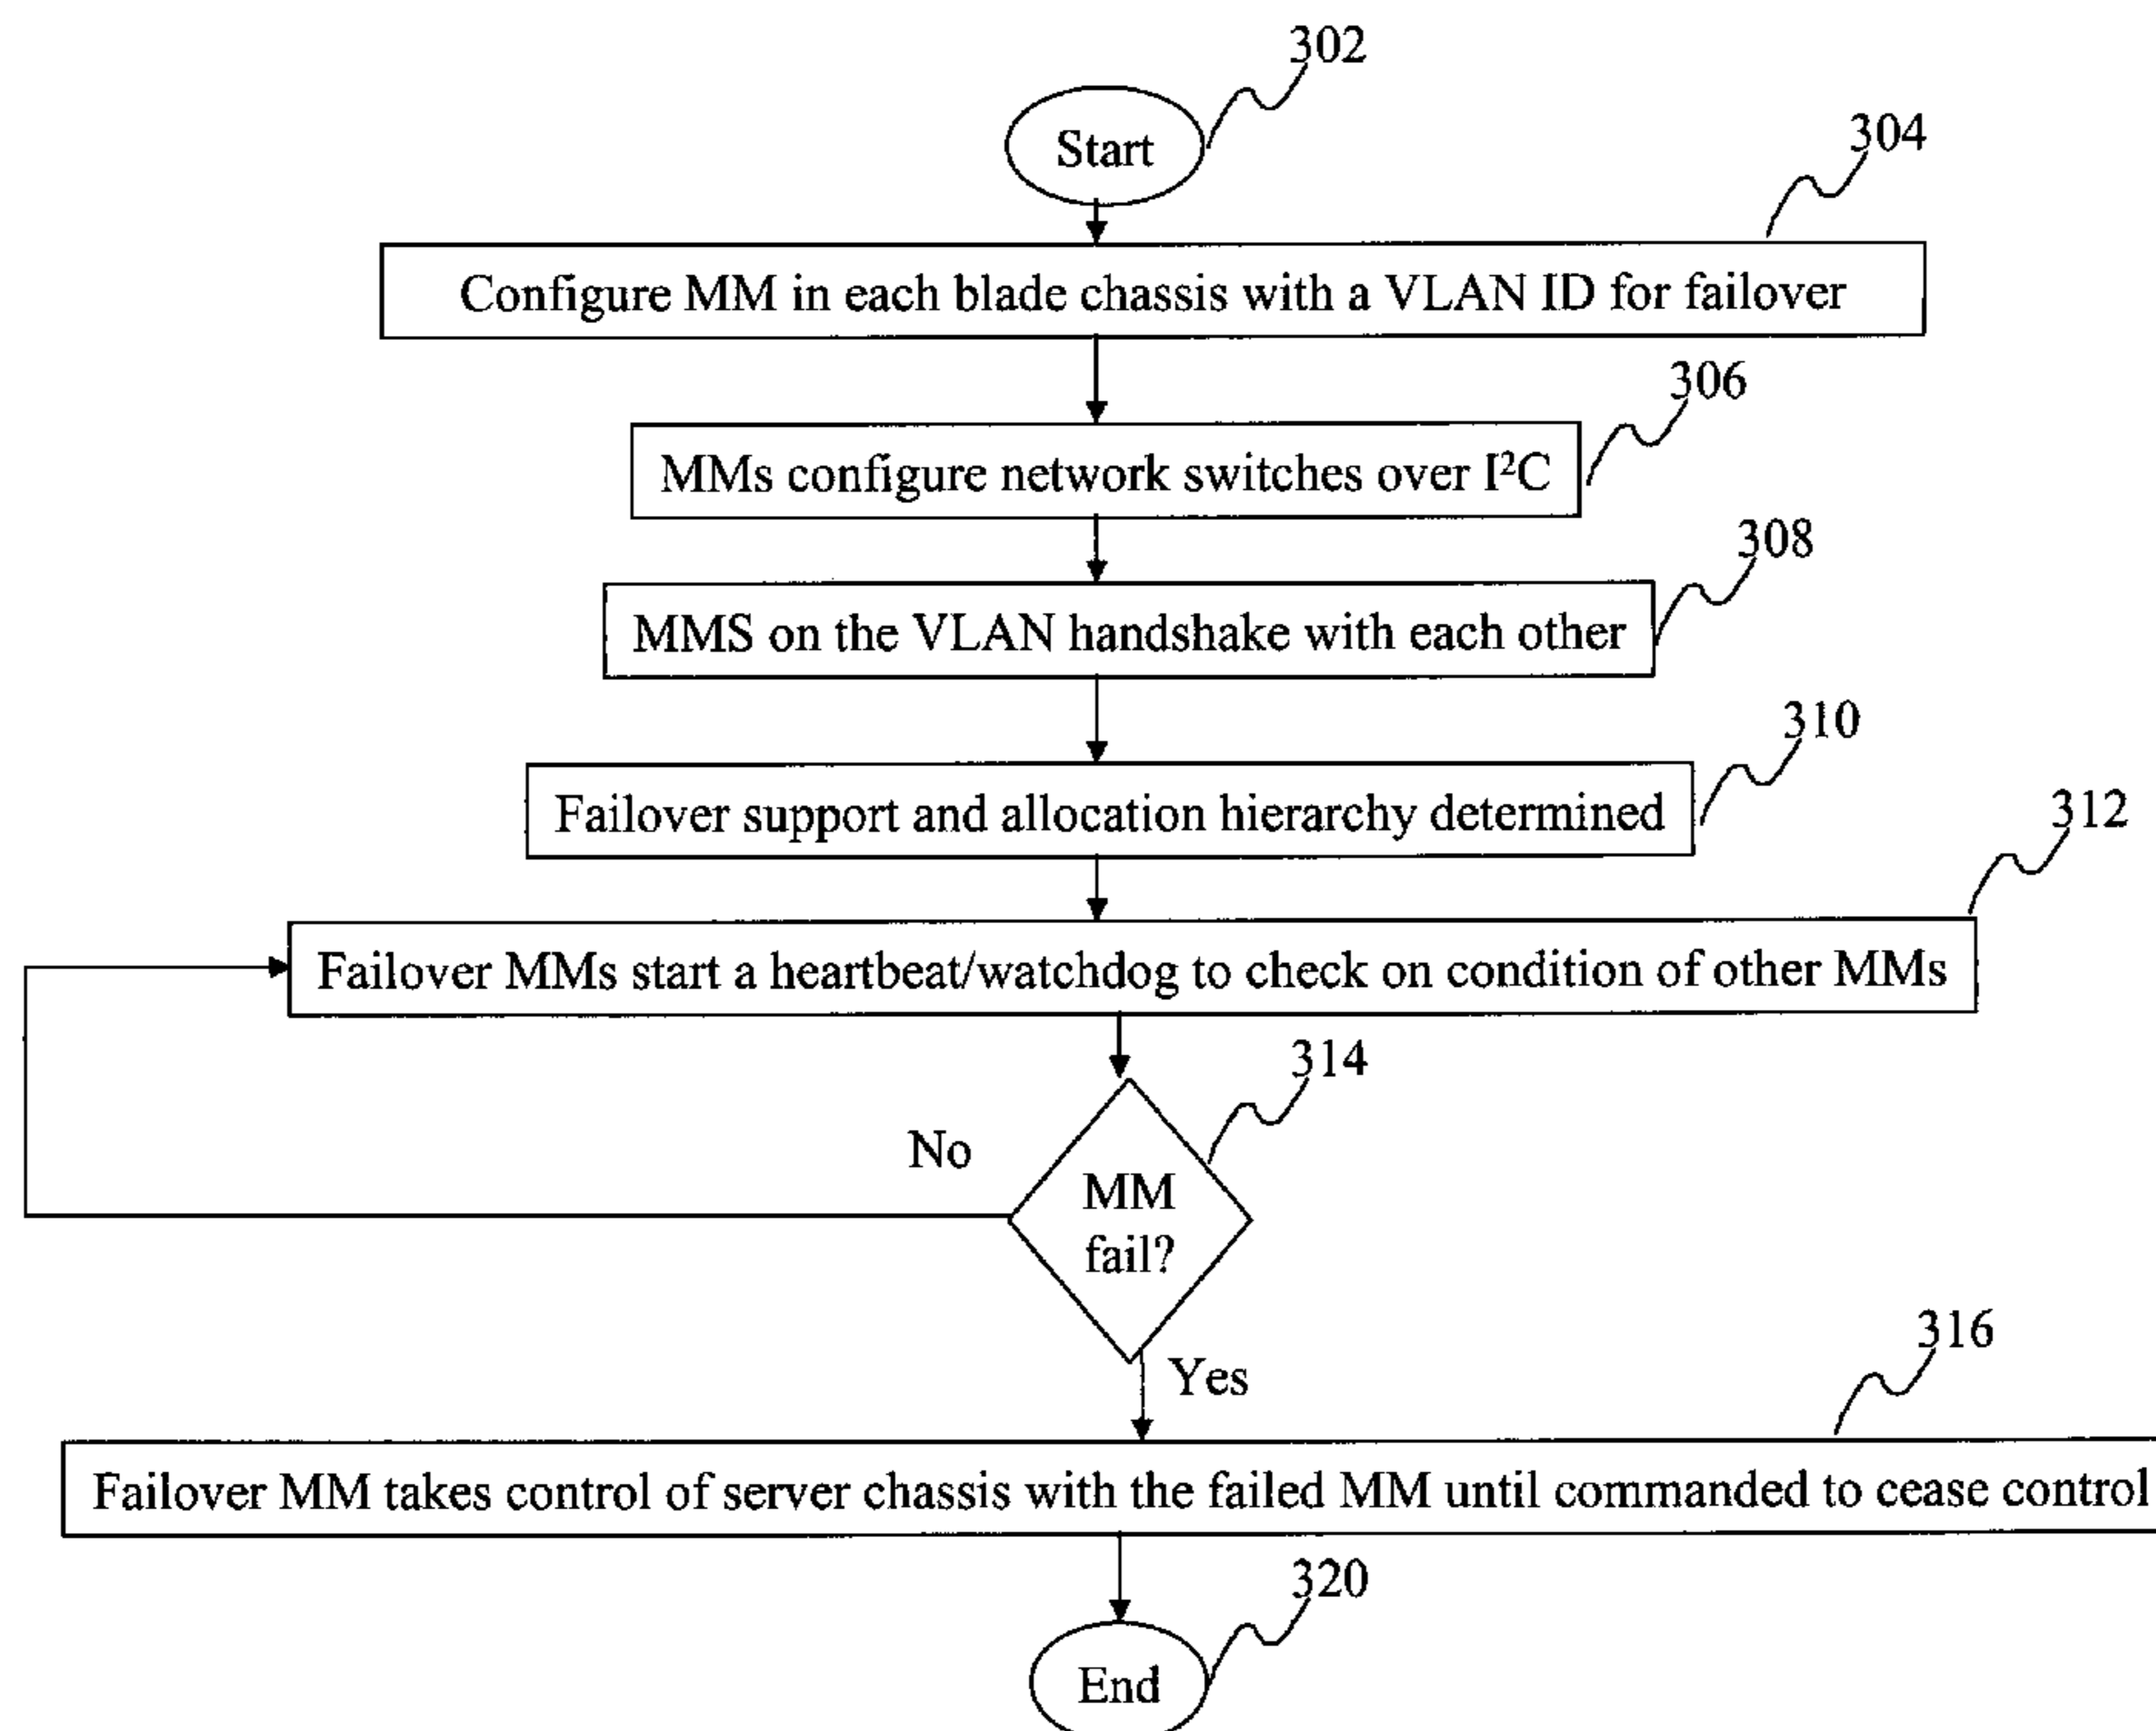 302
Start
304
Configure MM in each blade chassis with a VLAN ID for failover
306
MMs configure network switches over I²C
308
MMS on the VLAN handshake with each other
310
Failover support and allocation hierarchy determined
312
Failover MMs start a heartbeat/watchdog to check on condition of other MMs
314
No
MM
fail?
Yes
316
Failover MM takes control of server chassis with the failed MM until commanded to cease control
320
End